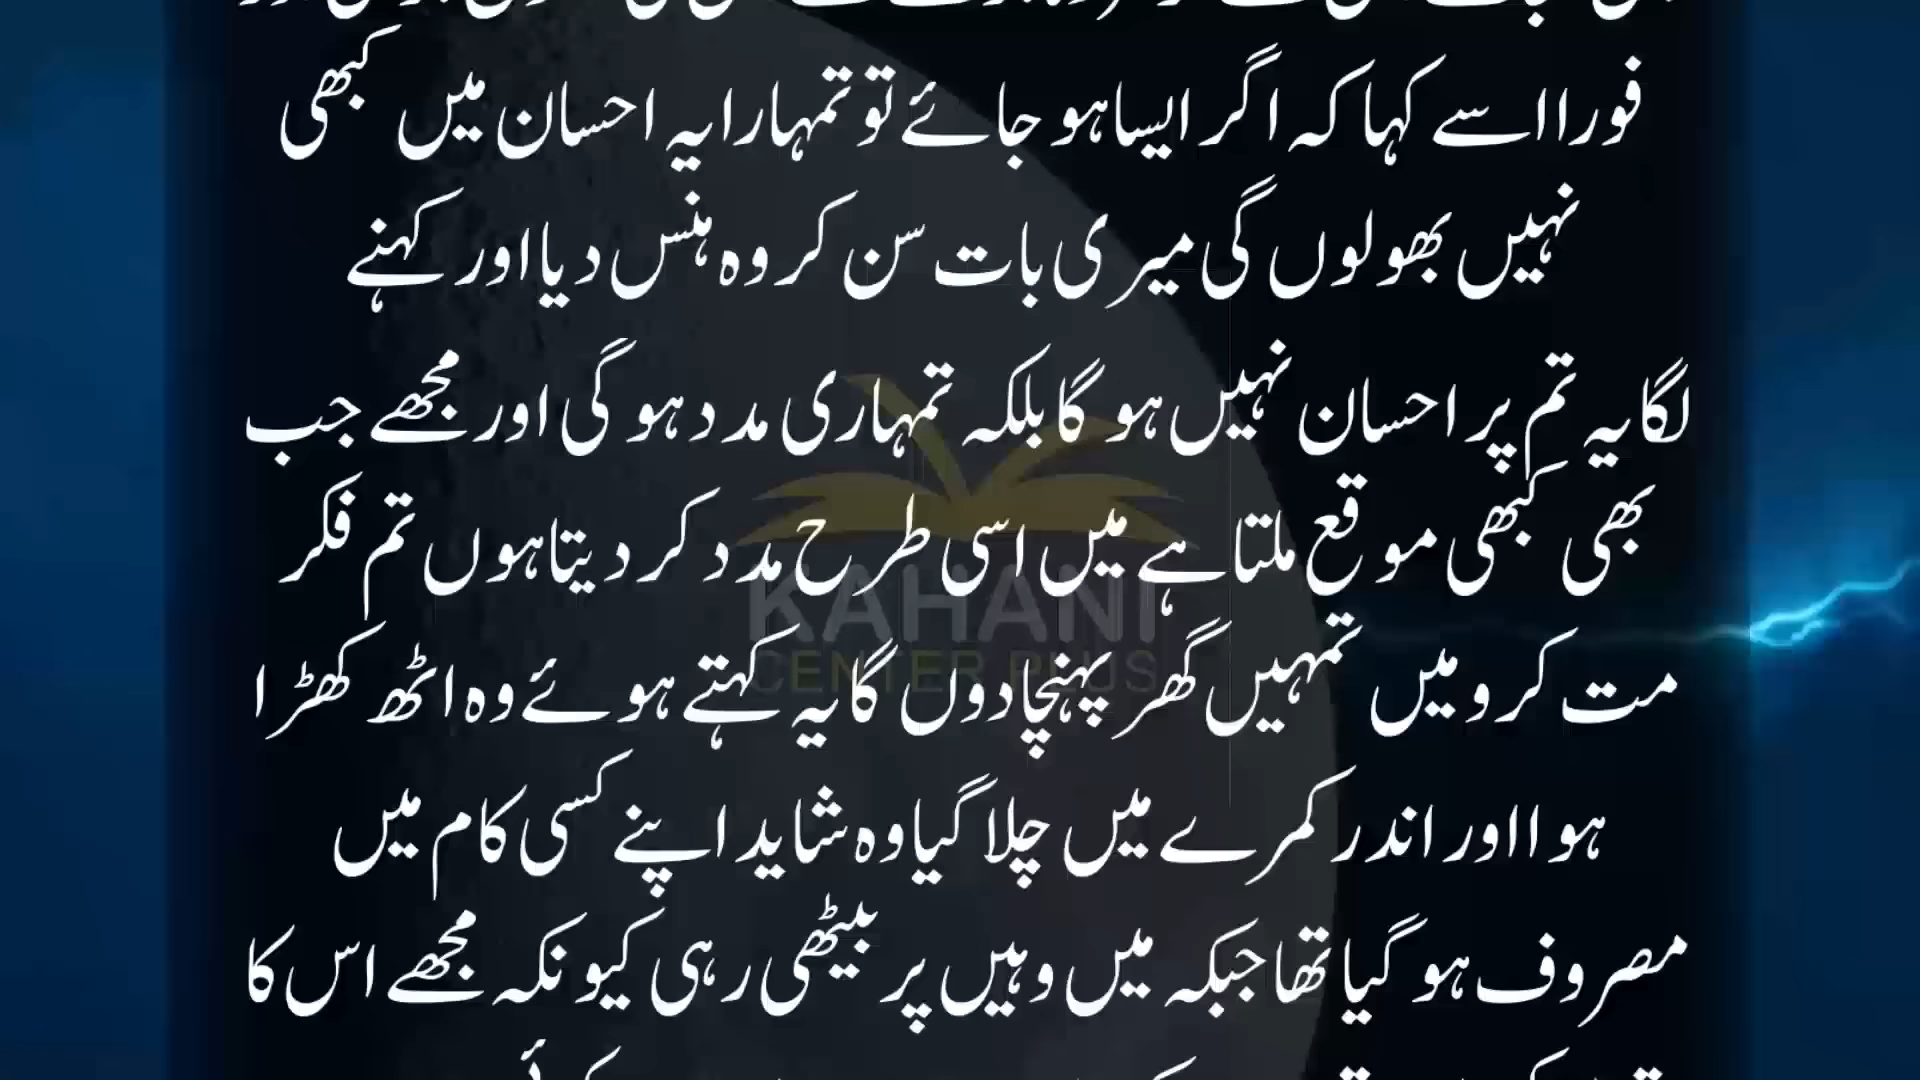 فورا اسے کہا کہ اگر ایسا ہو جائے تو تمہارا یہ احسان میں کبھی
نہیں بھولوں گی میری بات سن کر وہ ہنس دیا اور کہنے
لگا یہ تم پر احسان نہیں ہو گا بلکہ تمہاری مدد ہو گی اور مجھے جب
بھی کبھی موقع ملتا ہے میں اسی طرح مدد کر دیتا ہوں تم فکر
مت کرو میں تمہیں گھر پہنچا دوں گا یہ کہتے ہوئے وہ اٹھ کھڑا
ہوا اور اندر کمرے میں چلا گیا وہ شاید اپنے کسی کام میں
مصروف ہو گیا تھا جبکہ میں وہیں پر بیٹھی رہی کیونکہ مجھے اس کا
KAHANI
CENTER PLUS